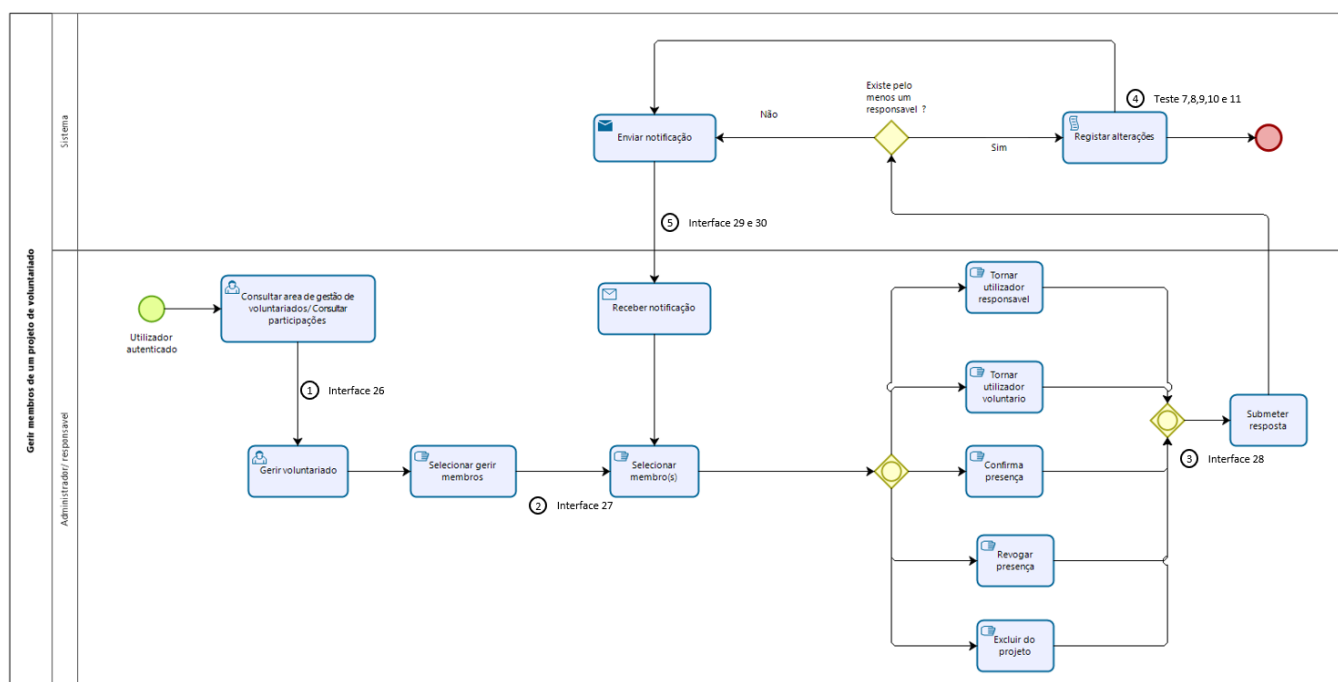 Gerir membros de um projeto de voluntariado
Sistema
Existe pelo
menos um
responsavel ?
4
Teste 7,8,9,10 e 11
Enviar notificação
Não
Sim
Registar alterações
5
Interface 29 e 30
Administrador/ responsavel
Utilizador
autenticado
Consultar area de gestão de
voluntariados/ Consultar
participações
Receber notificação
Tornar
utilizador
responsavel
1
Interface 26
Tornar
utilizador
voluntario
Submeter
resposta
Gerir voluntariado
Selecionar gerir
membros
Selecionar
membro(s)
Confirma
presença
3
Interface 28
2
Interface 27
Revogar
presença
Excluir do
projeto